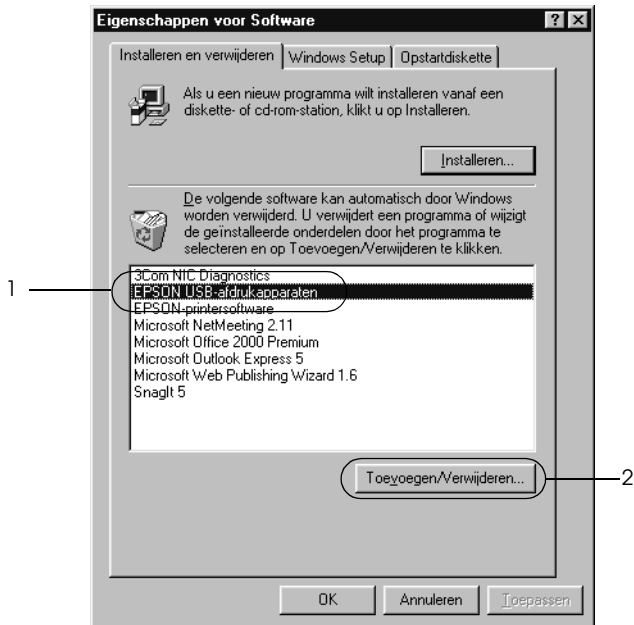 Eigenschappen voor Software
Installeren en verwijderen
Windows Setup
Opstartdiskette
Als u een nieuw programma wilt installeren vanaf een
diskette- of cd-rom-station, klikt u op Installeren.
Installeren...
De volgende software kan automatisch door Windows
worden verwijderd. U verwijdert een programma of wijzigt
de geïnstalleerde onderdelen door het programma te
selecteren en op Toevoegen/Verwijderen te klikken.
3Com NIC Diagnostics
1
EPSON USB-afdrukapparaten
EPSON-printersoftware
Microsoft NetMeeting 2.11
Microsoft Office 2000 Premium
Microsoft Outlook Express 5
Microsoft Web Publishing Wizard 1.6
SnagIt 5
Toevoegen/Verwijderen...
2
OK
Annuleren
Toepassen